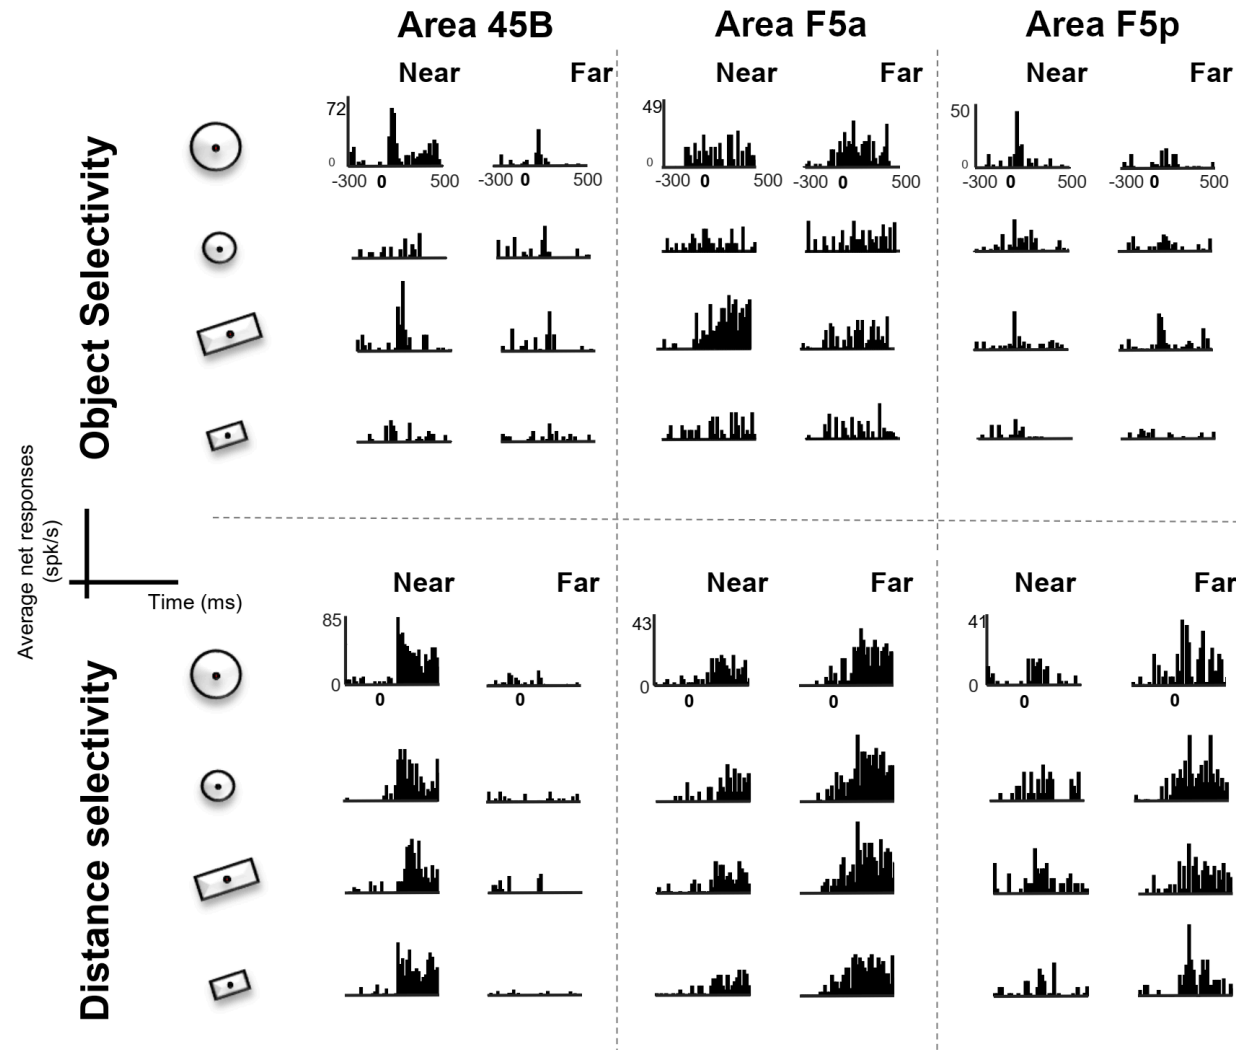 Area 45B Area F5a Area F5p
Near Far Near Far Near Far
72 49 50
0 0 0
-300 0 500 -300 0 500 -300 0 500 -300 0 500 -300 0 500 -300 0 500
Object Selectivity
Average net responses
(spk/s)
Time (ms)
Near Far Near Far Near Far
85 43 41
0 0 0
0 0 0 0 0 0
Distance selectivity